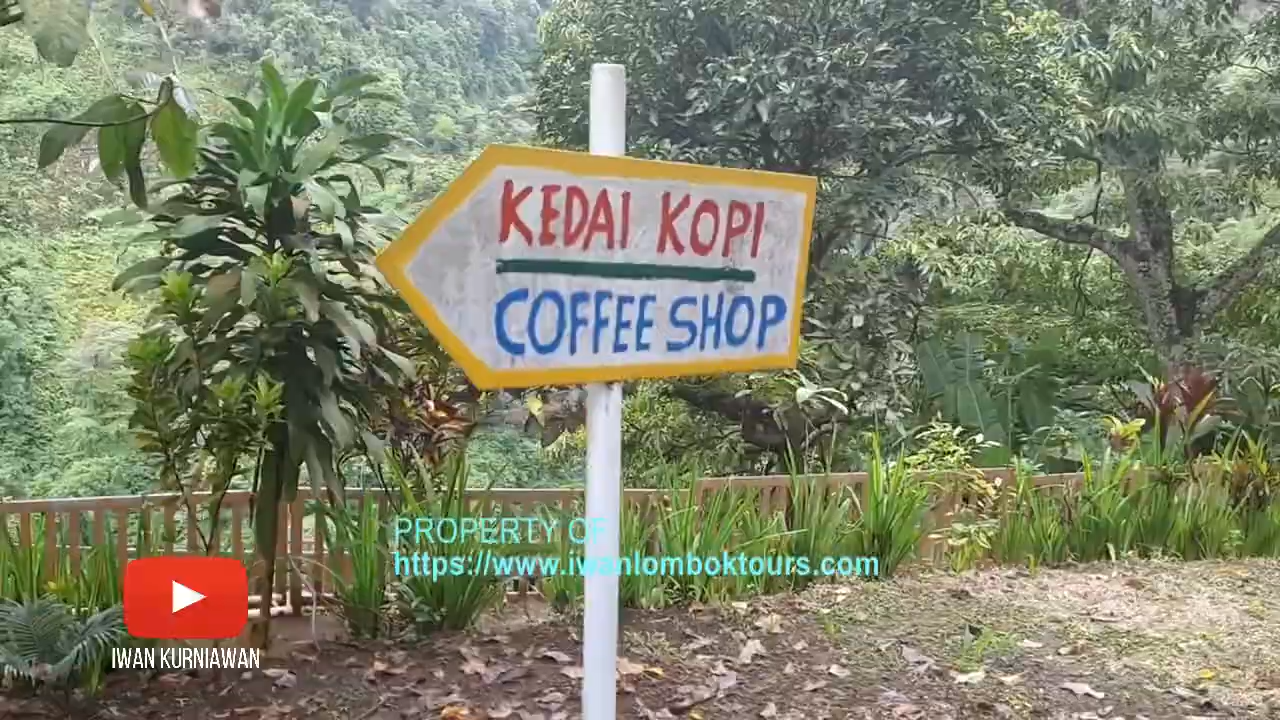 KEDAI KOPI
COFFEE SHOP
PROPERTY OF
https://www.iwanlomboktours.com
IWAN KURNIAWAN